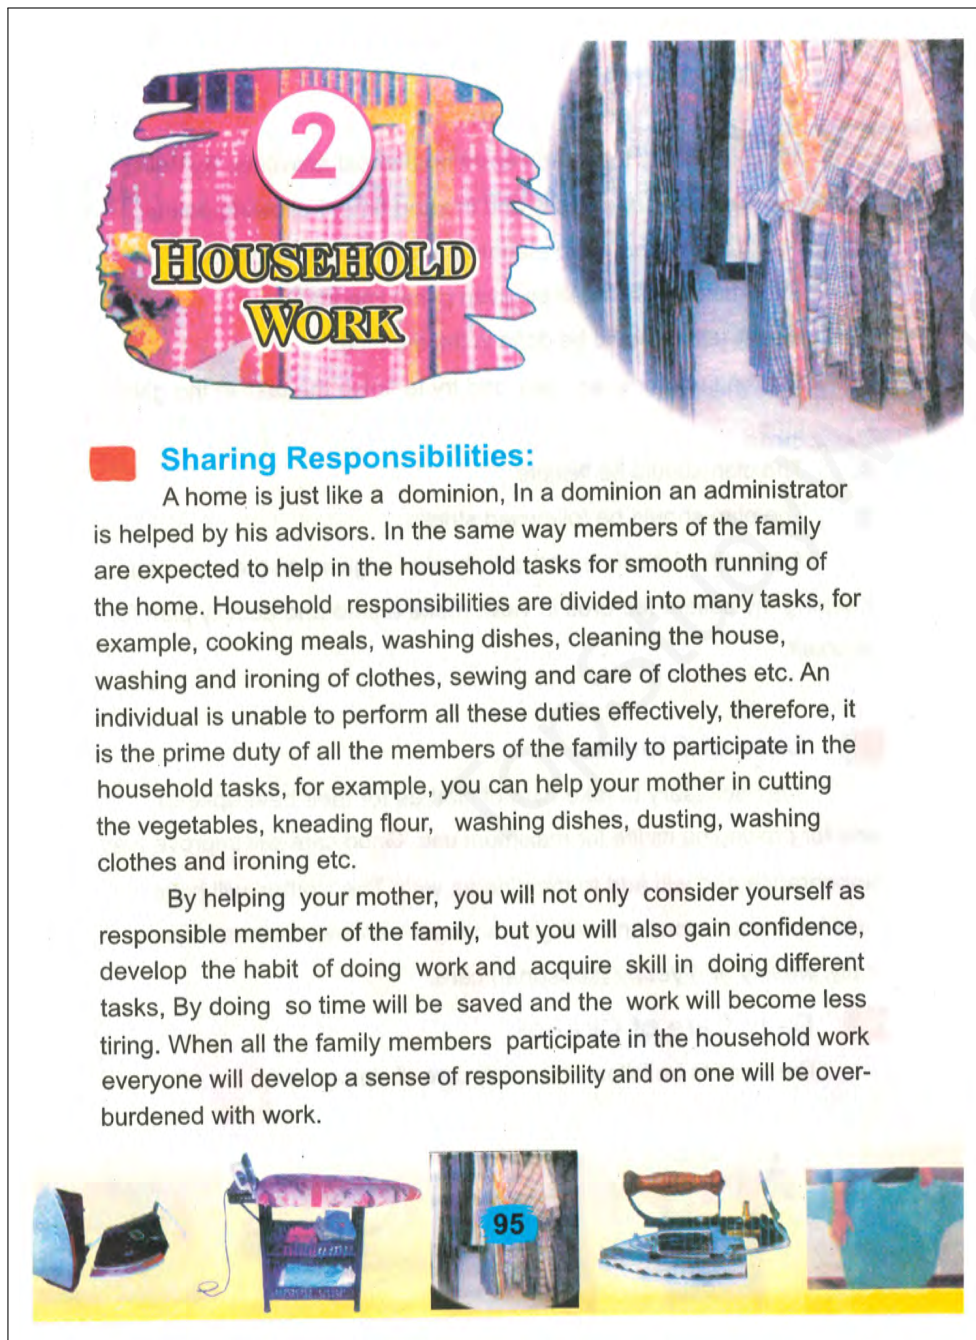 2
HOUSEHOLD
WORK
Sharing Responsibilities:
A home is just like a dominion, In a dominion an administrator
is helped by his advisors. In the same way members of the family
are expected to help in the household tasks for smooth running of
the home. Household responsibilities are divided into many tasks, for
example, cooking meals, washing dishes, cleaning the house,
washing and ironing of clothes, sewing and care of clothes etc. An
individual is unable to perform all these duties effectively, therefore, it
is the prime duty of all the members of the family to participate in the
household tasks, for example, you can help your mother in cutting
the vegetables, kneading flour, washing dishes, dusting, washing
clothes and ironing etc.
By helping your mother, you will not only consider yourself as
responsible member of the family, but you will also gain confidence,
develop the habit of doing work and acquire skill in doing different
tasks, By doing so time will be saved and the work will become less
tiring. When all the family members participate in the household work
everyone will develop a sense of responsibility and on one will be over-
burdened with work.
95